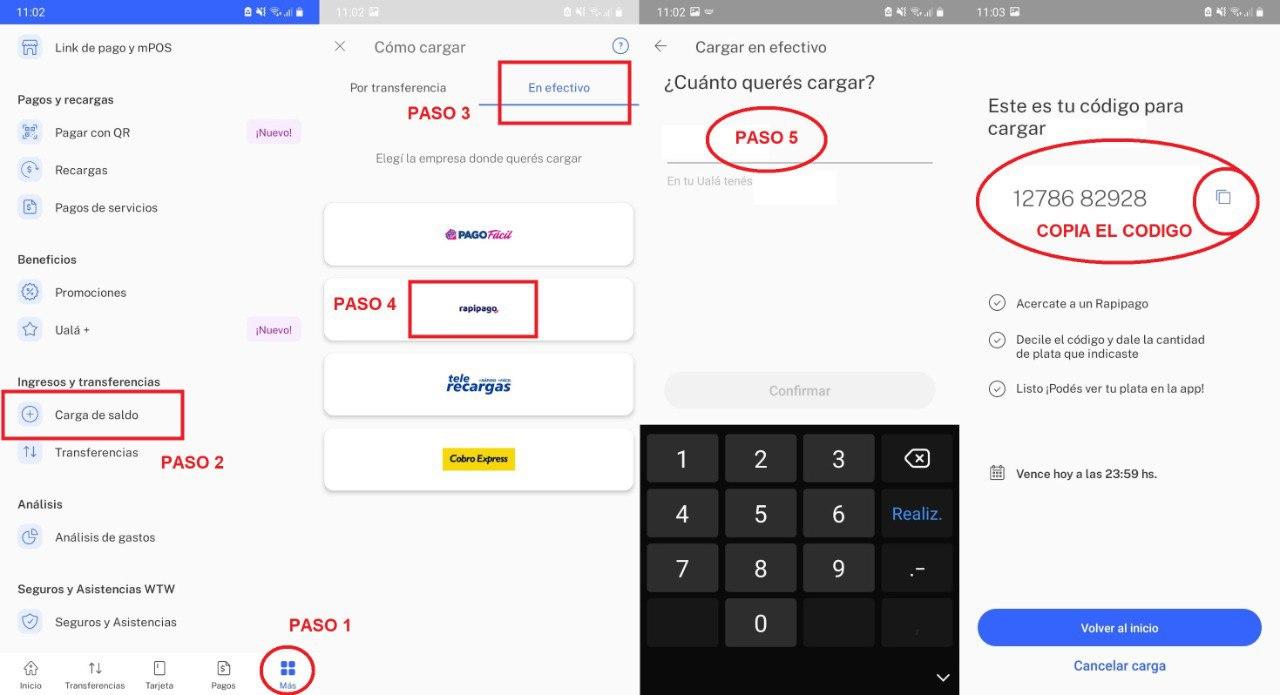 11:02
Link de pago y mPOS
Pagos y recargas
Pagar con QR
¡Nuevo!
Recargas
Pagos de servicios
Beneficios
Promociones
Ualá +
¡Nuevo!
Ingresos y transferencias
Carga de saldo
Transferencias
PASO 2
Análisis
Análisis de gastos
Seguros y Asistencias WTW
Seguros y Asistencias
PASO 1
Inicio
Transferencias
Tarjeta
Pagos
Más
11:02
Cómo cargar
?
Por transferencia
En efectivo
PASO 3
Elegí la empresa donde querés cargar
PAGO Fácil
PASO 4
rapipago
tele
recargas
Cobro Express
11:02
Cargar en efectivo
¿Cuánto querés cargar?
PASO 5
En tu Ualá tenés
Confirmar
1 2 3
4 5 6 Realiz.
7 8 9 .-
0 ,
11:03
Este es tu código para
cargar
12786 82928
COPIA EL CODIGO
Acercate a un Rapipago
Decile el código y dale la cantidad
de plata que indicaste
Listo ¡Podés ver tu plata en la app!
Vence hoy a las 23:59 hs.
Volver al inicio
Cancelar carga